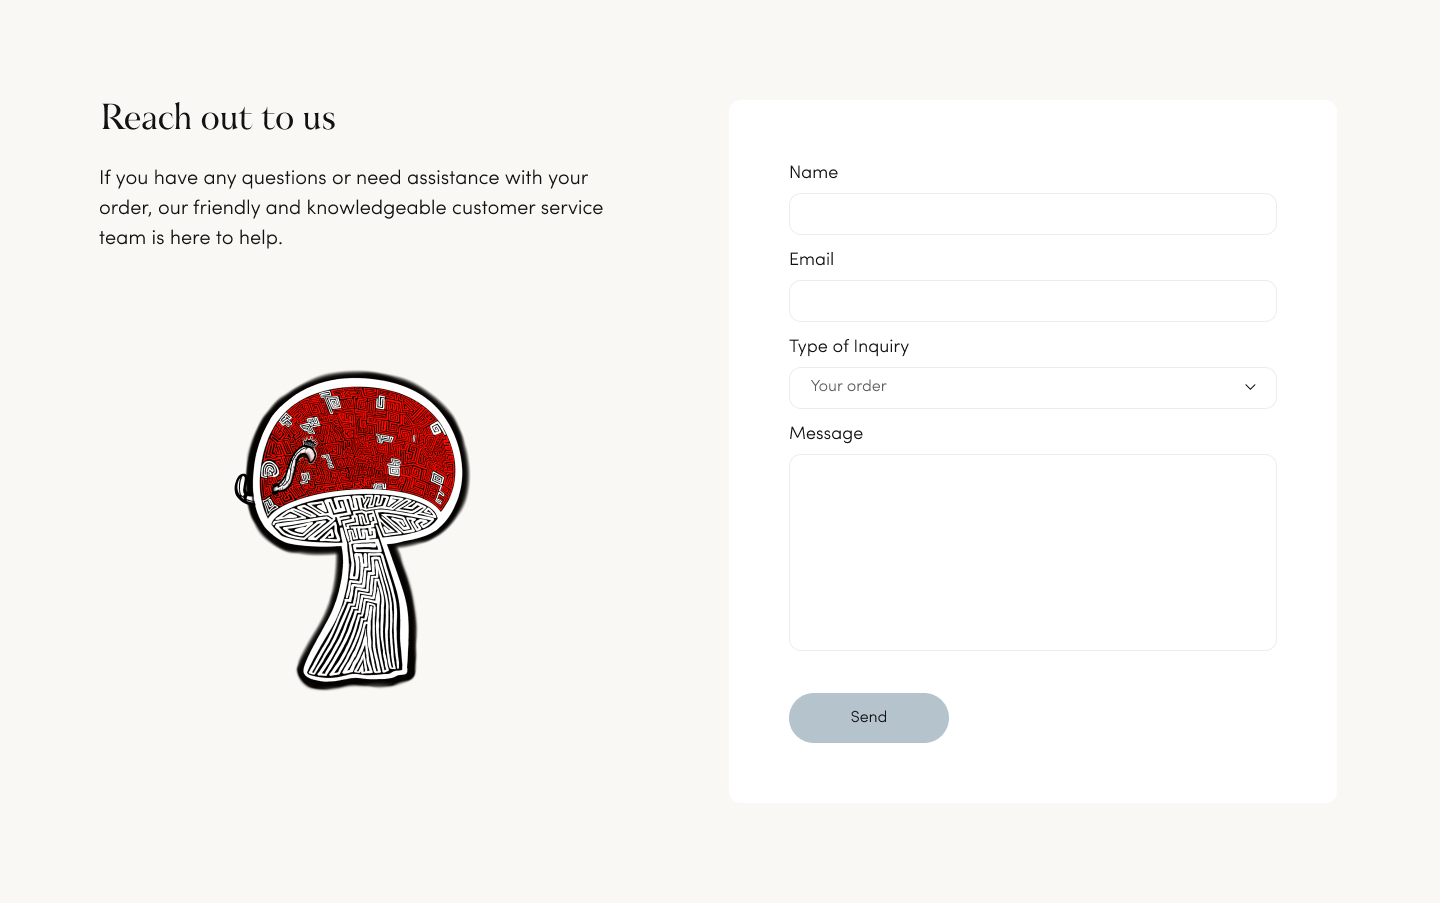 Reach out to us
If you have any questions or need assistance with your
order, our friendly and knowledgeable customer service
team is here to help.
Name
Email
Type of Inquiry
Your order
Message
Send